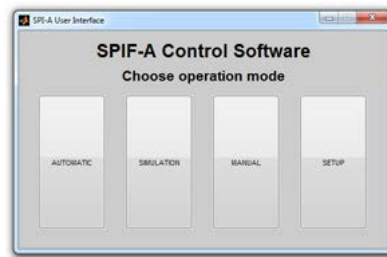 SPI-A User Interface
SPIF-A Control Software
Choose operation mode
AUTOMATIC SIMULATION MANUAL SETUP